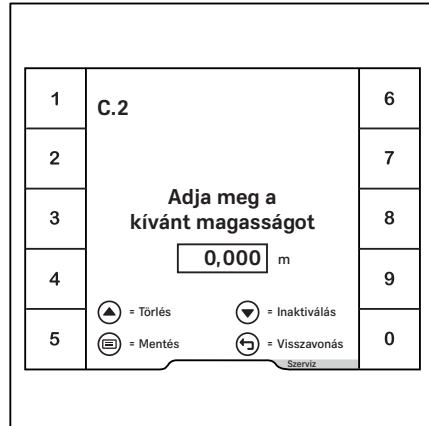 1
2
3
4
5
C.2
Adja meg a
kívánt magasságot
0,000 m
= Törlés
= Inaktiválás
= Mentés
= Visszavonás
Szerviz
6
7
8
9
0